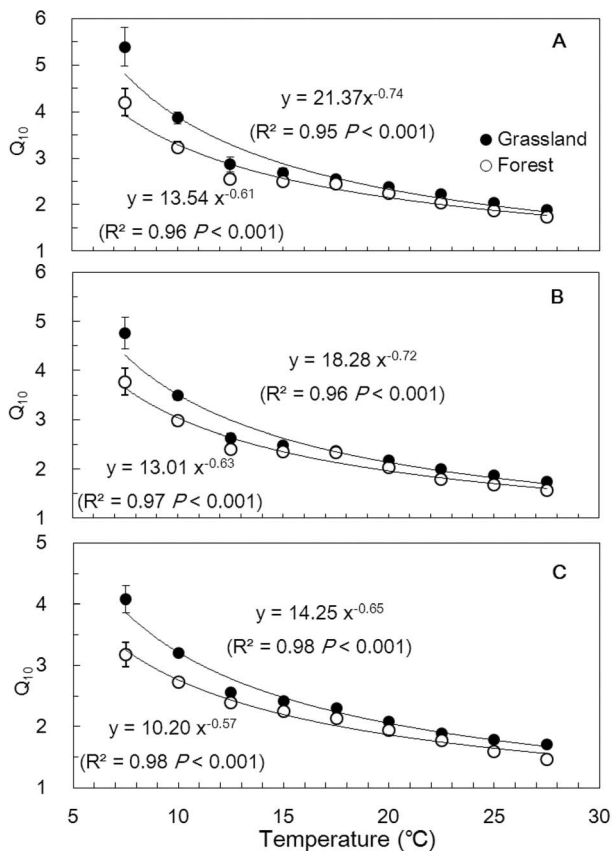 6
A
5
y = 21.37x-0.74
4
(R² = 0.95 P < 0.001)
● Grassland
Q10
○ Forest
3
2
y = 13.54 x-0.61
(R² = 0.96 P < 0.001)
1
6
B
5
y = 18.28 x-0.72
4
(R² = 0.96 P < 0.001)
Q10
3
2
y = 13.01 x-0.63
(R² = 0.97 P < 0.001)
1
5
C
4
y = 14.25 x-0.65
(R² = 0.98 P < 0.001)
Q10
3
2
y = 10.20 x-0.57
(R² = 0.98 P < 0.001)
1
5 10 15 20 25 30
Temperature (℃)